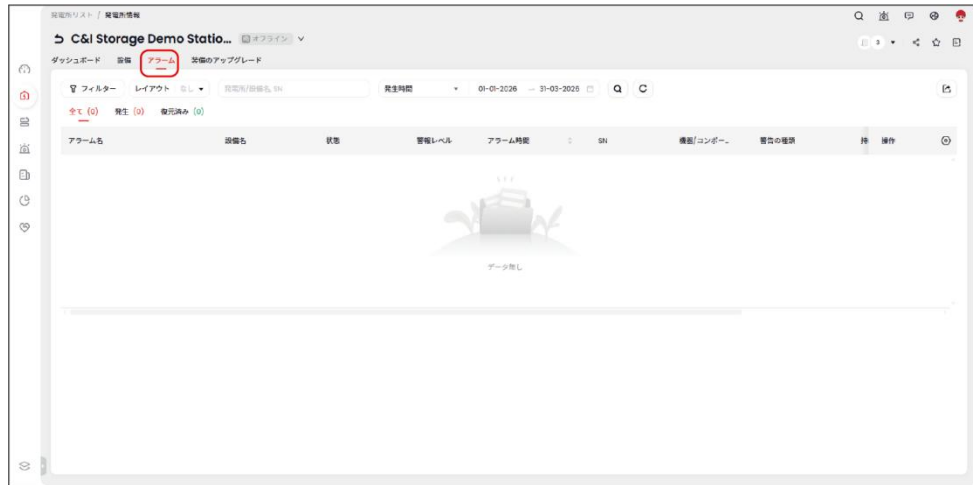 発電所リスト / 発電所情報
C&I Storage Demo Statio... オフライン
3
ダッシュボード 設備 アラーム 装備のアップグレード
フィルター レイアウト なし 発電所/設備名, SN 発生時間 01-01-2026 → 31-03-2026
全て (0) 発生 (0) 復元済み (0)
アラーム名 設備名 状態 警報レベル アラーム時間 SN 機器/コンポー... 警告の種類 持 操作
データ無し